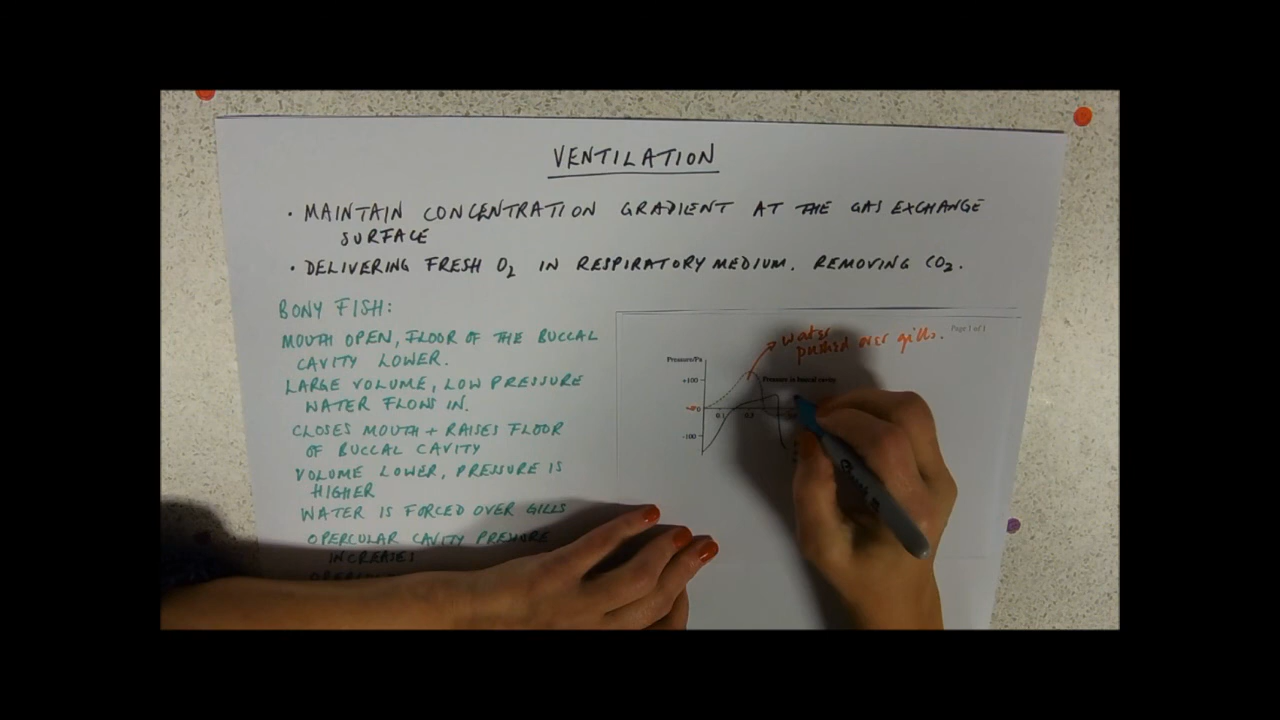 VENTILATION
• MAINTAIN CONCENTRATION GRADIENT AT THE GAS EXCHANGE
SURFACE
• DELIVERING FRESH O2 IN RESPIRATORY MEDIUM. REMOVING CO2.
BONY FISH:
MOUTH OPEN, FLOOR OF THE BUCCAL
CAVITY LOWER.
LARGE VOLUME, LOW PRESSURE
WATER FLOWS IN.
CLOSES MOUTH + RAISES FLOOR
OF BUCCAL CAVITY
VOLUME LOWER, PRESSURE IS
HIGHER
WATER IS FORCED OVER GILLS
OPERCULAR CAVITY
INCREASES
Page 1 of 1
water
pushed over gills.
Pressure/Pa
+100
Pressure in buccal cavity
0
0.1
-100